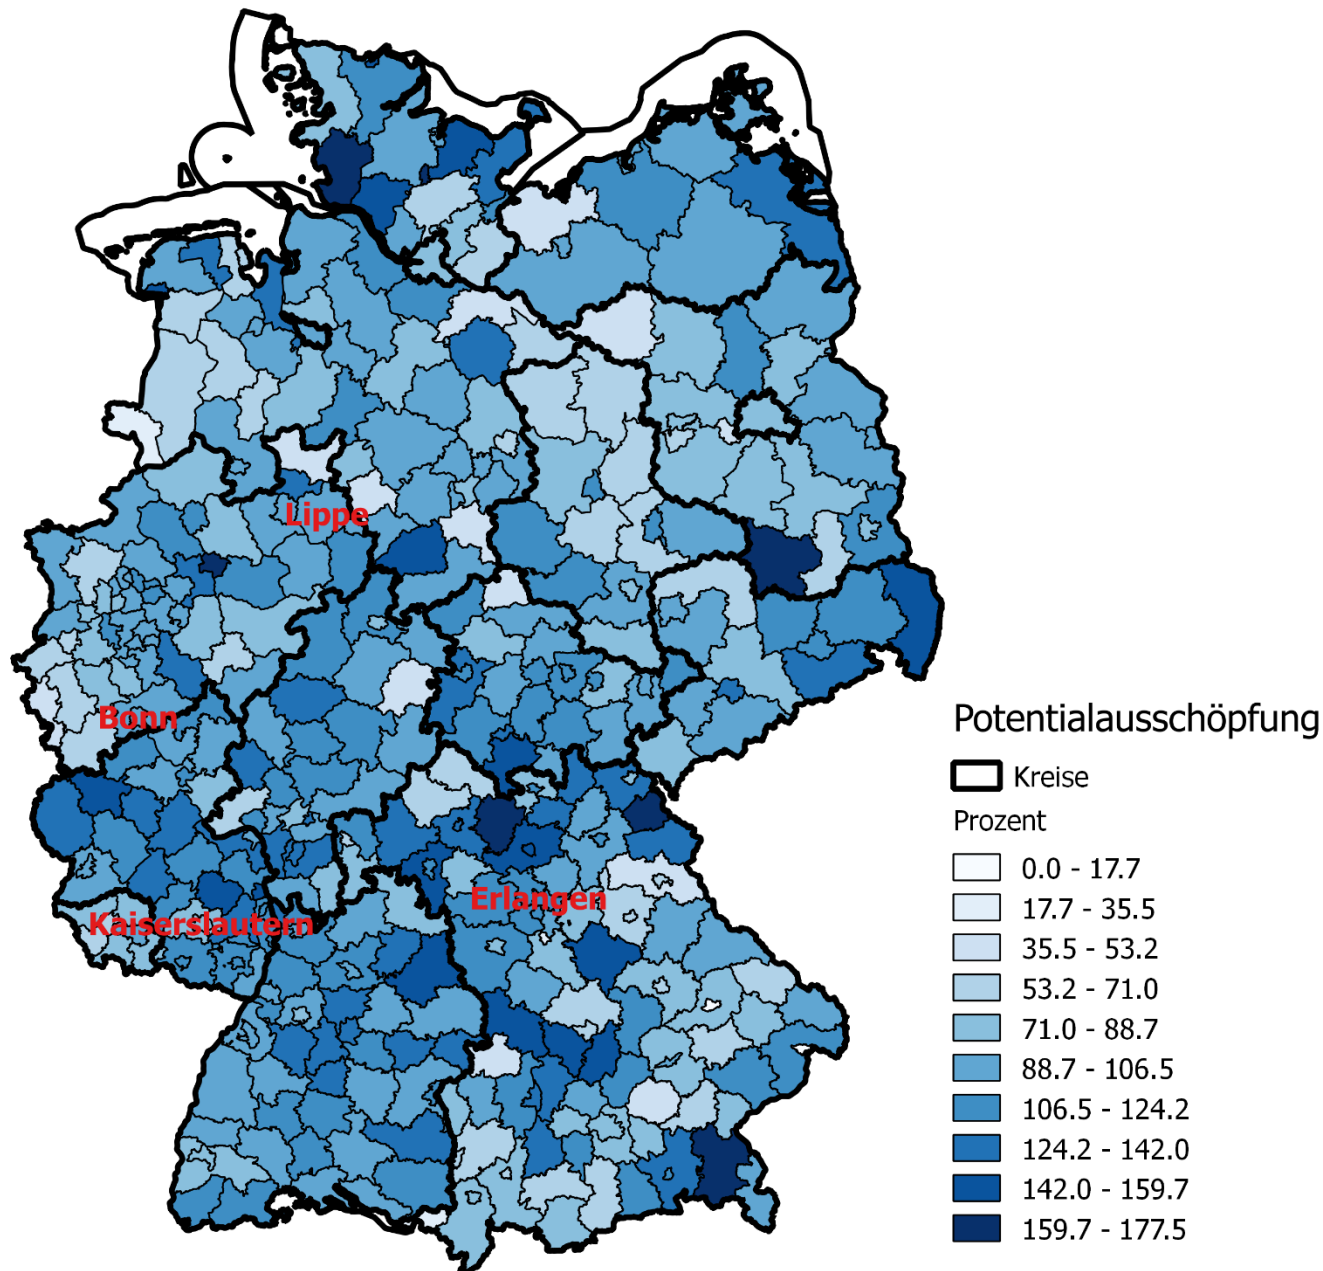 Lippe
Bonn
Kaiserslautern
Erlangen
Potentialausschöpfung
Kreise
Prozent
0.0 - 17.7
17.7 - 35.5
35.5 - 53.2
53.2 - 71.0
71.0 - 88.7
88.7 - 106.5
106.5 - 124.2
124.2 - 142.0
142.0 - 159.7
159.7 - 177.5